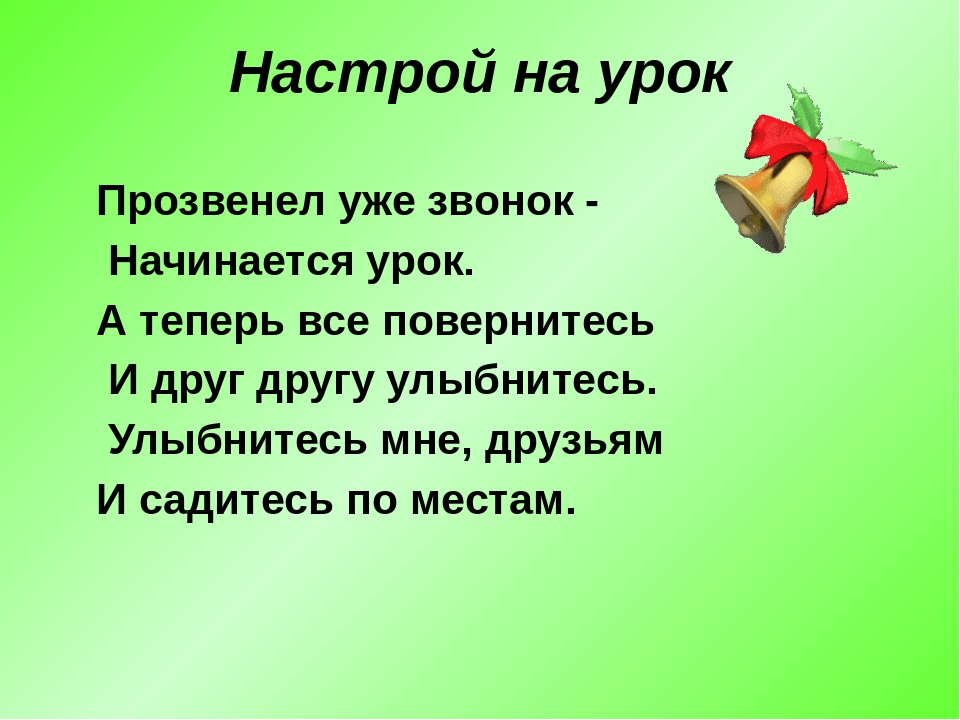 Настрой на урок
Прозвенел уже звонок -
Начинается урок.
А теперь все повернитесь
И друг другу улыбнитесь.
Улыбнитесь мне, друзьям
И садитесь по местам.